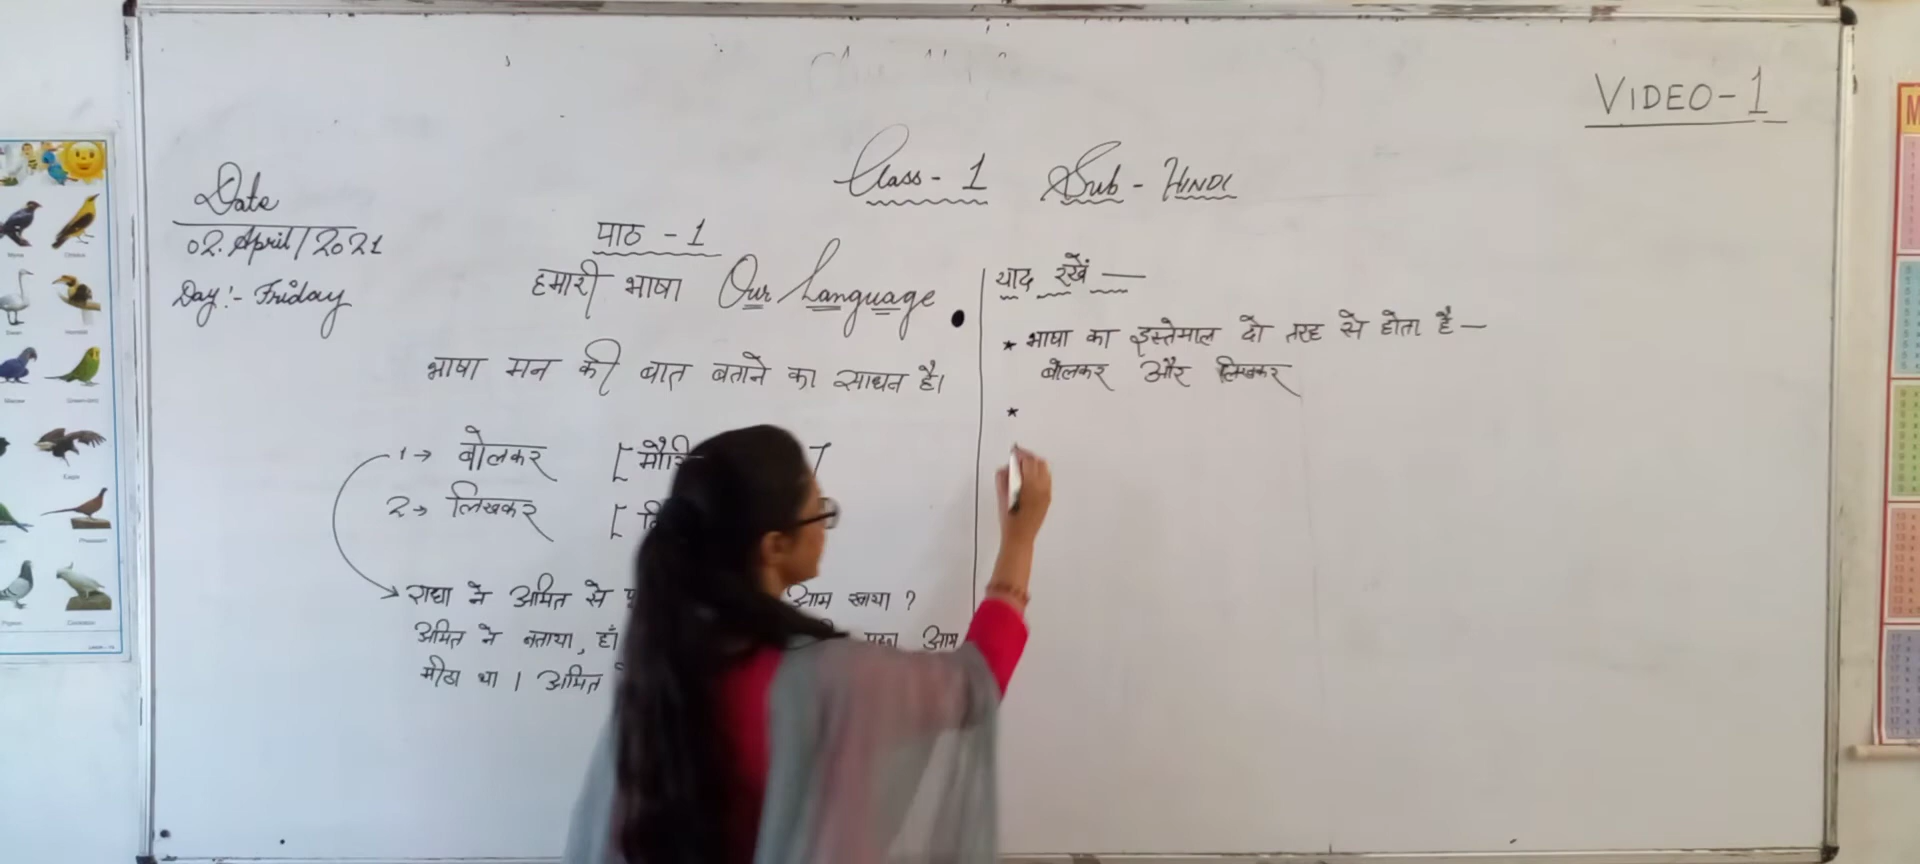 VIDEO-1
Class-1 Sub-HINDI
Date
02.April/2021
Day:- Friday
पाठ -1
हमारी भाषा Our Language
भाषा मन की बात बताने का साधन है।
1→ बोलकर [
2→ लिखकर [
राधा ने अमित से आम खाया ?
अमित ने बताया, हाँ आम
मीठा था । अमित
याद रखें —
* भाषा का इस्तेमाल दो तरह से होता है —
बोलकर और लिखकर
*